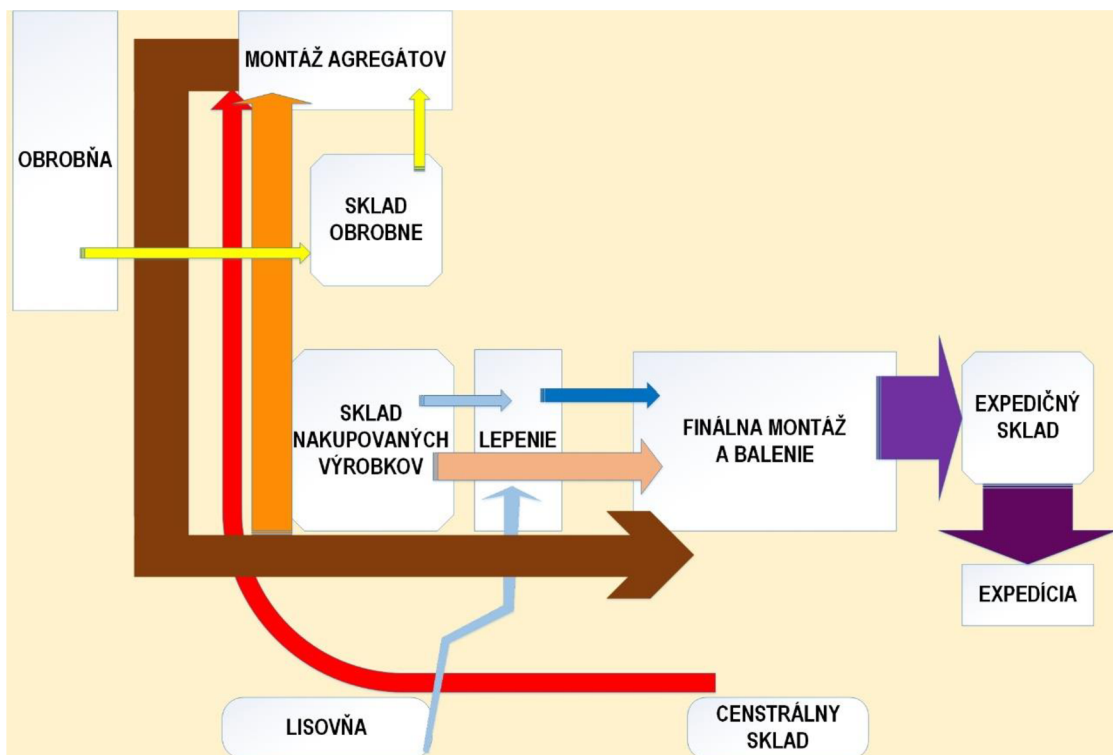 MONTÁŽ AGREGÁTOV
OBROBŇA
SKLAD
OBROBNE
SKLAD
NAKUPOVANÝCH
VÝROBKOV
LEPENIE
FINÁLNA MONTÁŽ
A BALENIE
EXPEDIČNÝ
SKLAD
EXPEDÍCIA
LISOVŇA
CENSTRÁLNY
SKLAD